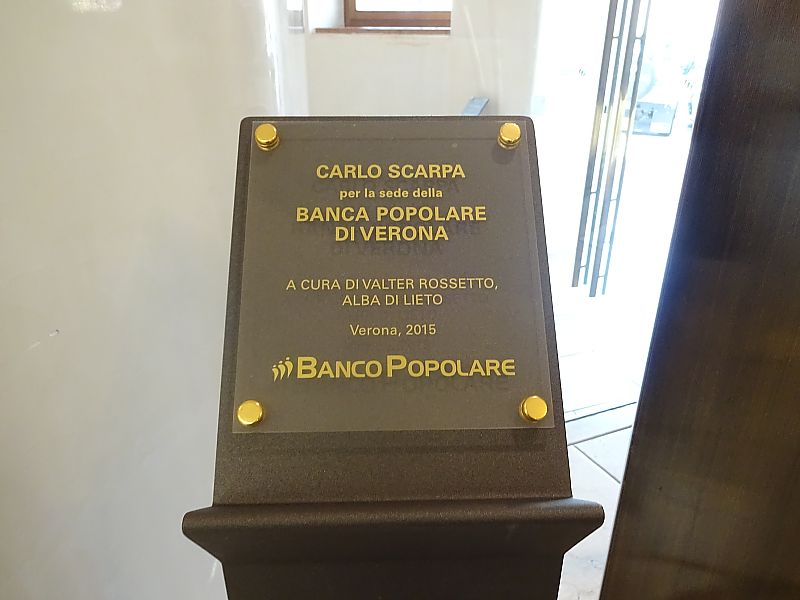 CARLO SCARPA
per la sede della
BANCA POPOLARE
DI VERONA
A CURA DI VALTER ROSSETTO,
ALBA DI LIETO
Verona, 2015
BANCO POPOLARE